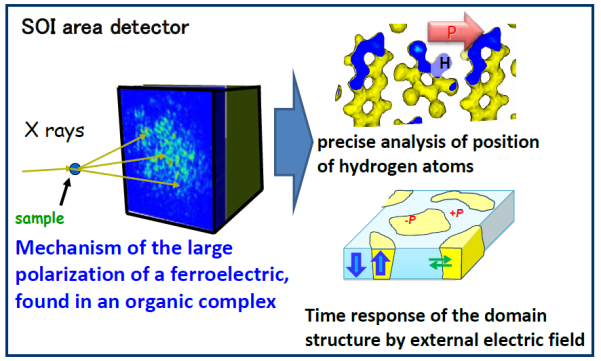 SOI area detector
X rays
sample
Mechanism of the large
polarization of a ferroelectric,
found in an organic complex
P
H
precise analysis of position
of hydrogen atoms
-P
+P
Time response of the domain
structure by external electric field